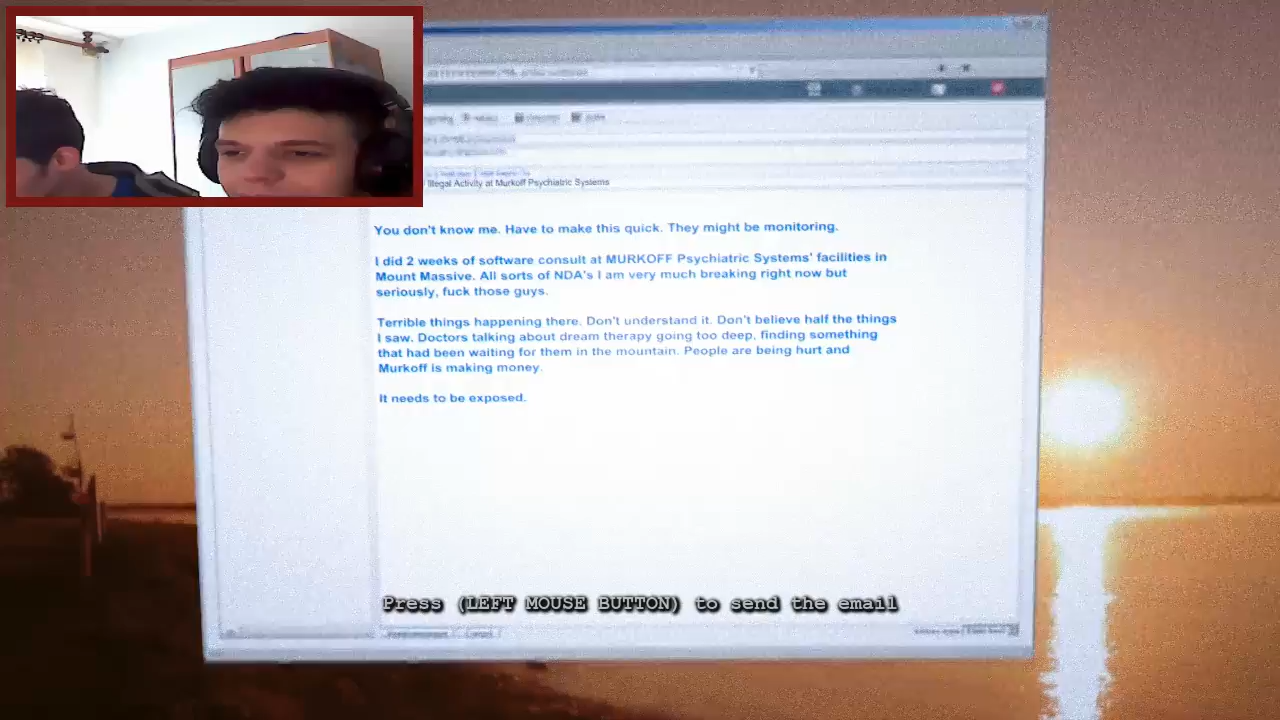 Illegal Activity at Murkoff Psychiatric Systems
You don't know me. Have to make this quick. They might be monitoring.
I did 2 weeks of software consult at MURKOFF Psychiatric Systems' facilities in
Mount Massive. All sorts of NDA's I am very much breaking right now but
seriously, fuck those guys.
Terrible things happening there. Don't understand it. Don't believe half the things
I saw. Doctors talking about dream therapy going too deep, finding something
that had been waiting for them in the mountain. People are being hurt and
Murkoff is making money.
It needs to be exposed.
Press (LEFT MOUSE BUTTON) to send the email